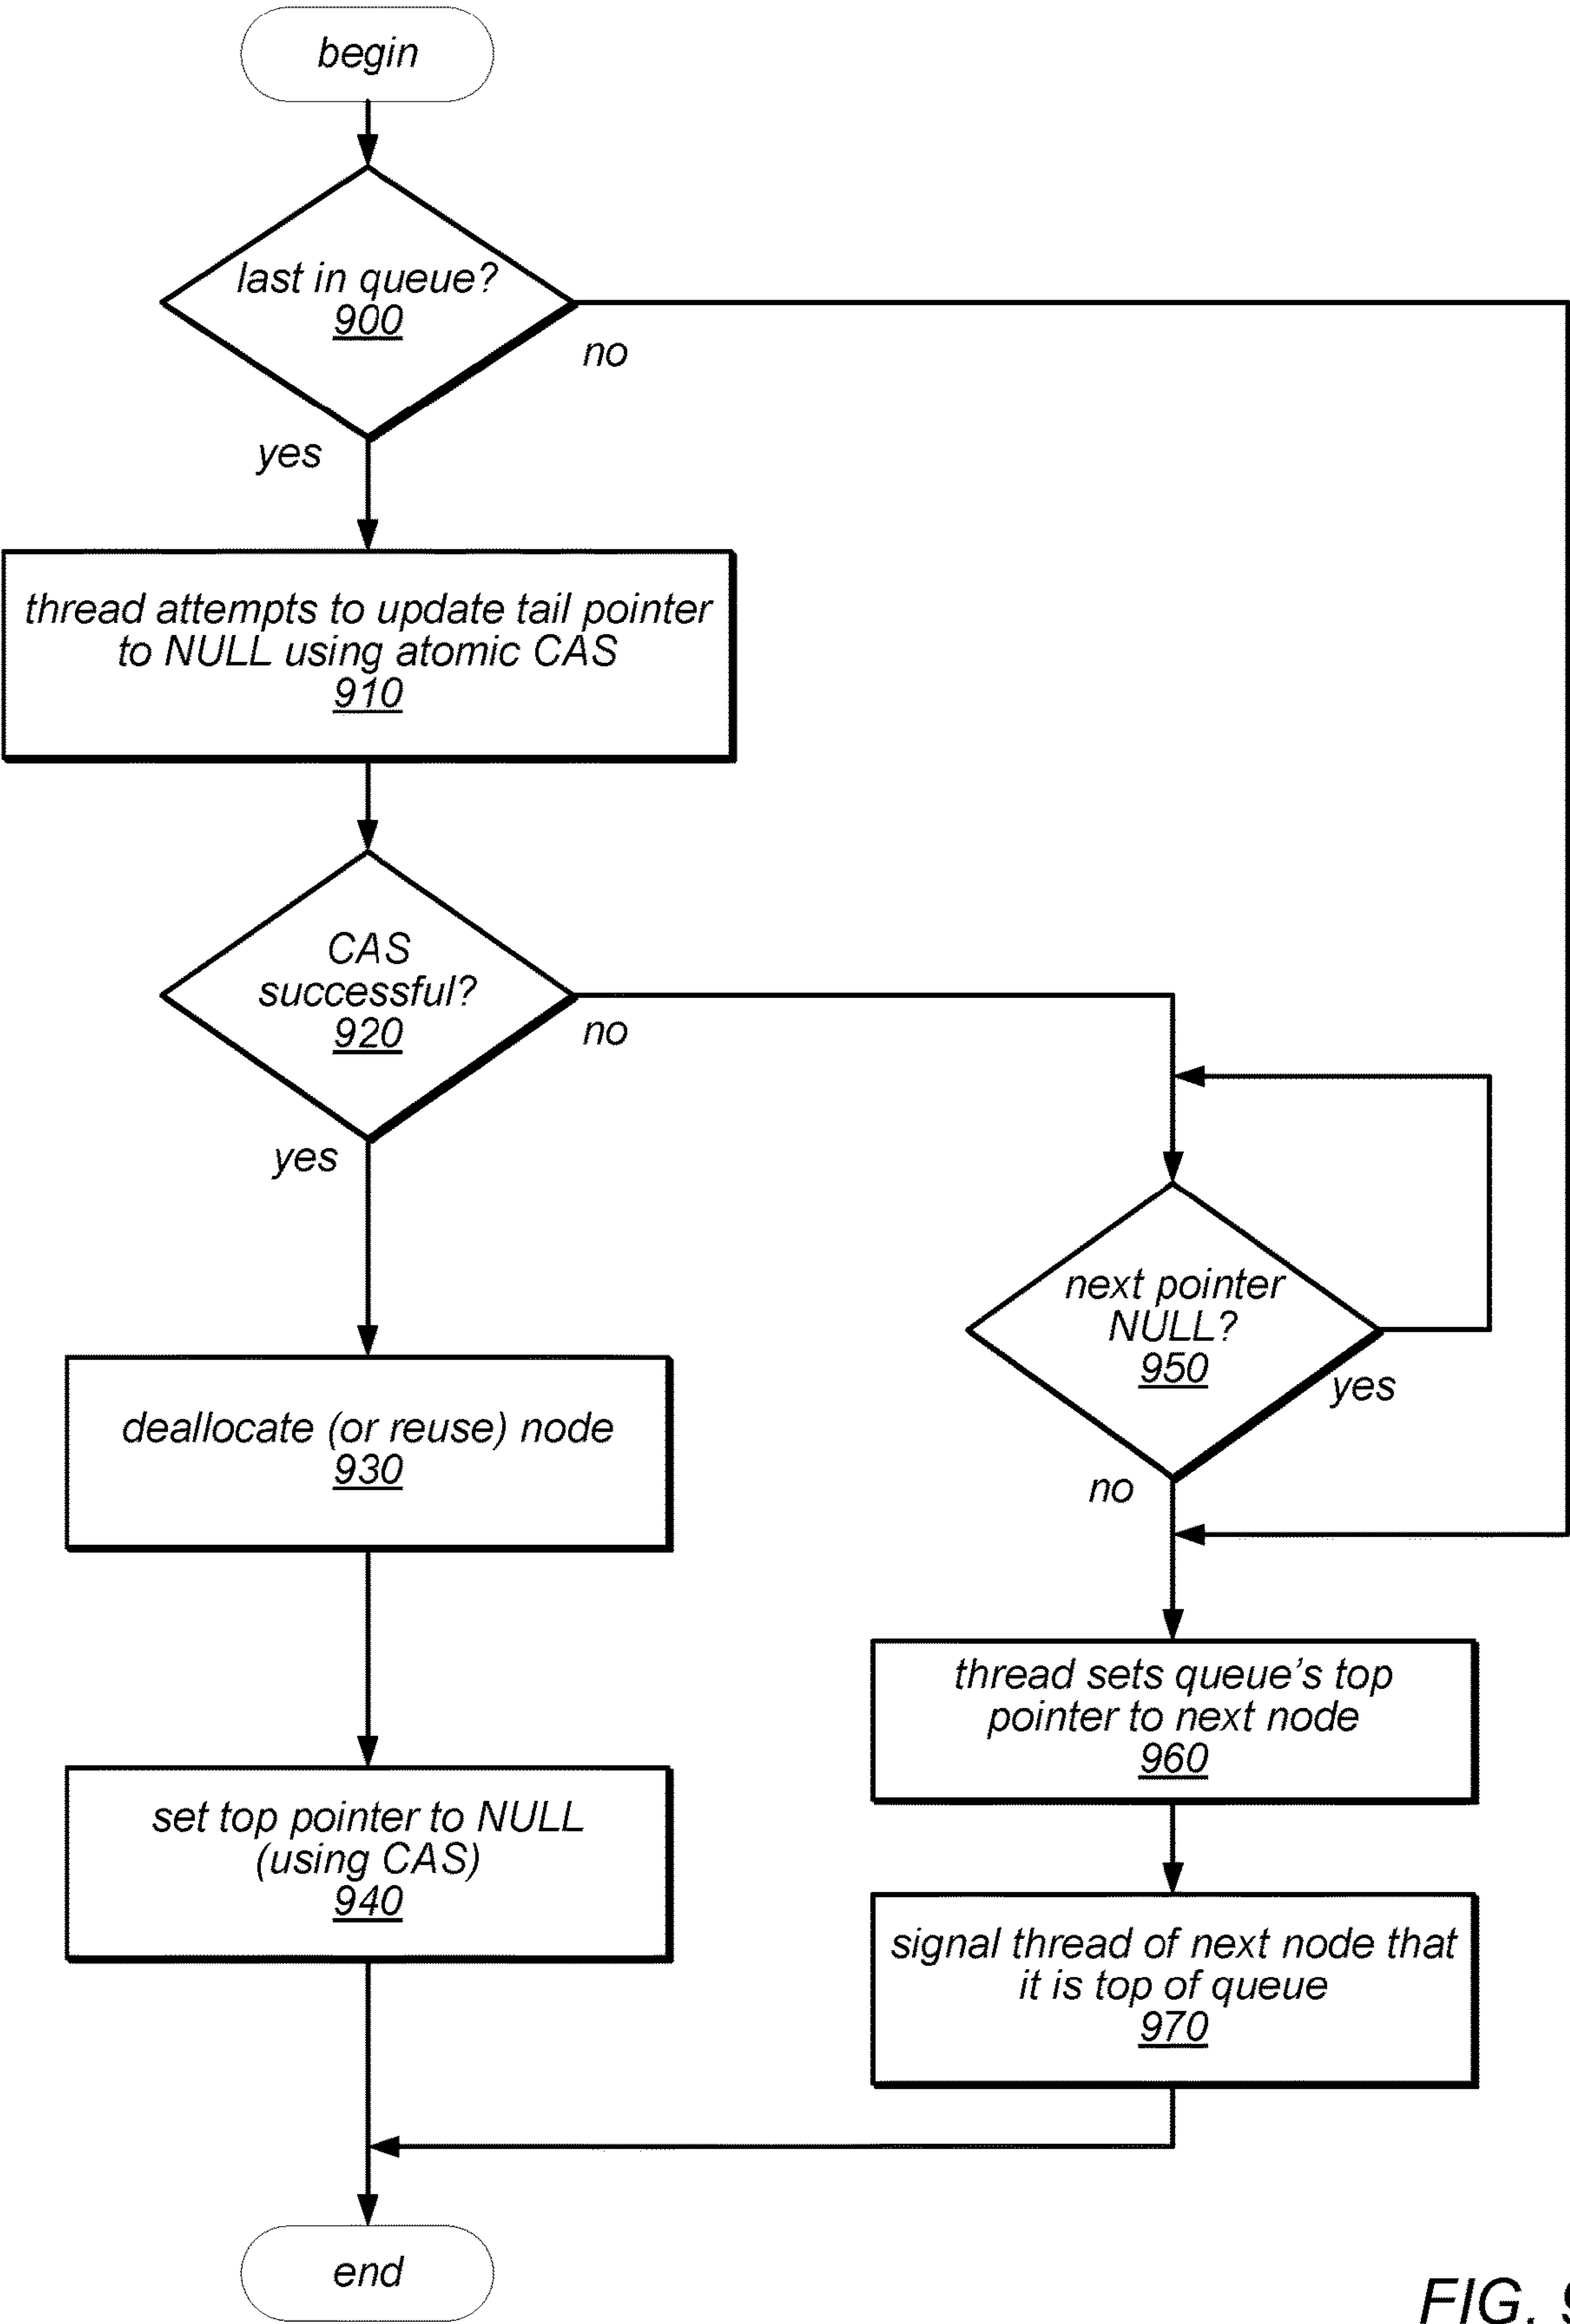 begin
last in queue?
900
no
yes
thread attempts to update tail pointer
to NULL using atomic CAS
910
CAS
successful?
920
no
yes
next pointer
NULL?
950
yes
no
deallocate (or reuse) node
930
thread sets queue's top
pointer to next node
960
set top pointer to NULL
(using CAS)
940
signal thread of next node that
it is top of queue
970
end
FIG. 9